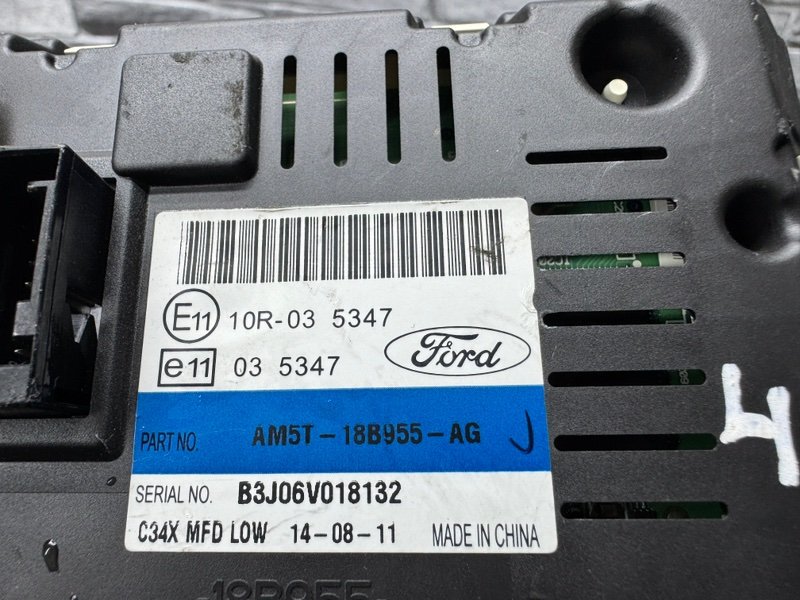 E11 10R-03 5347
e11 03 5347
Ford
PART NO. AM5T-18B955-AG
SERIAL NO. B3J06V018132
C34X MFD LOW 14-08-11 MADE IN CHINA
H
-18B955-